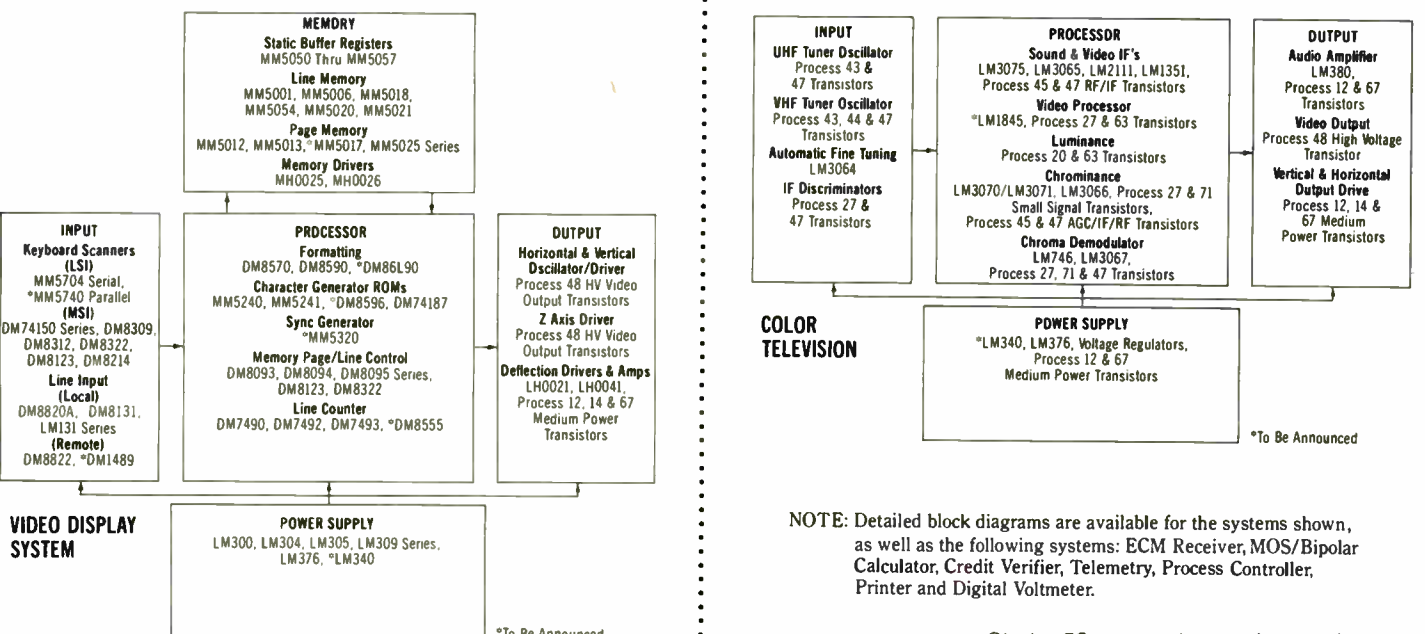 MEMORY
Static Buffer Registers
MM5050 Thru MM5057
Line Memory
MM5001, MM5006, MM5018,
MM5054, MM5020, MM5021
Page Memory
MM5012, MM5013,*MM5017, MM5025 Series
Memory Drivers
MH0025, MH0026
INPUT
Keyboard Scanners
(LSI)
MM5704 Serial,
*MM5740 Parallel
(MSI)
DM74150 Series, DM8309,
DM8312, DM8322,
DM8123, DM8214
Line Input
(Local)
DM8820A, DM8131,
LM131 Series
(Remote)
DM8822, *DM1489
PROCESSOR
Formatting
DM8570, DM8590, *DM86L90
Character Generator ROMs
MM5240, MM5241, *DM8596, DM74187
Sync Generator
*MM5320
Memory Page/Line Control
DM8093, DM8094, DM8095 Series,
DM8123, DM8322
Line Counter
DM7490, DM7492, DM7493, *DM8555
OUTPUT
Horizontal & Vertical
Oscillator/Driver
Process 48 HV Video
Output Transistors
Z Axis Driver
Process 48 HV Video
Output Transistors
Deflection Drivers & Amps
LH0021, LH0041,
Process 12, 14 & 67
Medium Power
Transistors
VIDEO DISPLAY
SYSTEM
POWER SUPPLY
LM300, LM304, LM305, LM309 Series,
LM376, *LM340
*To Be Announced
INPUT
UHF Tuner Oscillator
Process 43 &
47 Transistors
VHF Tuner Oscillator
Process 43, 44 & 47
Transistors
Automatic Fine Tuning
LM3064
IF Discriminators
Process 27 &
47 Transistors
PROCESSOR
Sound & Video IF's
LM3075, LM3065, LM2111, LM1351,
Process 45 & 47 RF/IF Transistors
Video Processor
*LM1845, Process 27 & 63 Transistors
Luminance
Process 20 & 63 Transistors
Chrominance
LM3070/LM3071, LM3066, Process 27 & 71
Small Signal Transistors,
Process 45 & 47 AGC/IF/RF Transistors
Chroma Demodulator
LM746, LM3067,
Process 27, 71 & 47 Transistors
OUTPUT
Audio Amplifier
LM380,
Process 12 & 67
Transistors
Video Output
Process 48 High Voltage
Transistor
Vertical & Horizontal
Output Drive
Process 12, 14 &
67 Medium
Power Transistors
COLOR
TELEVISION
POWER SUPPLY
*LM340, LM376, Voltage Regulators,
Process 12 & 67
Medium Power Transistors
*To Be Announced
NOTE: Detailed block diagrams are available for the systems shown,
as well as the following systems: ECM Receiver, MOS/Bipolar
Calculator, Credit Verifier, Telemetry, Process Controller,
Printer and Digital Voltmeter.